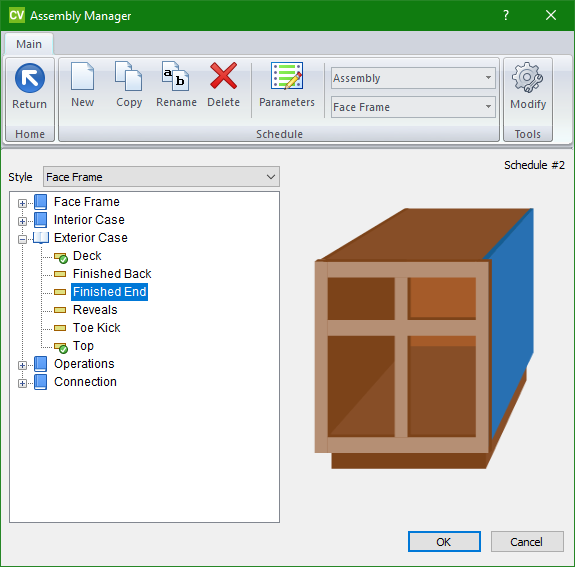 CV Assembly Manager ?
Main
Return New Copy Rename Delete Parameters Assembly Face Frame Modify
a b
Home Schedule Tools
Schedule #2
Style Face Frame
Face Frame
Interior Case
Exterior Case
Deck
Finished Back
Finished End
Reveals
Toe Kick
Top
Operations
Connection
OK Cancel